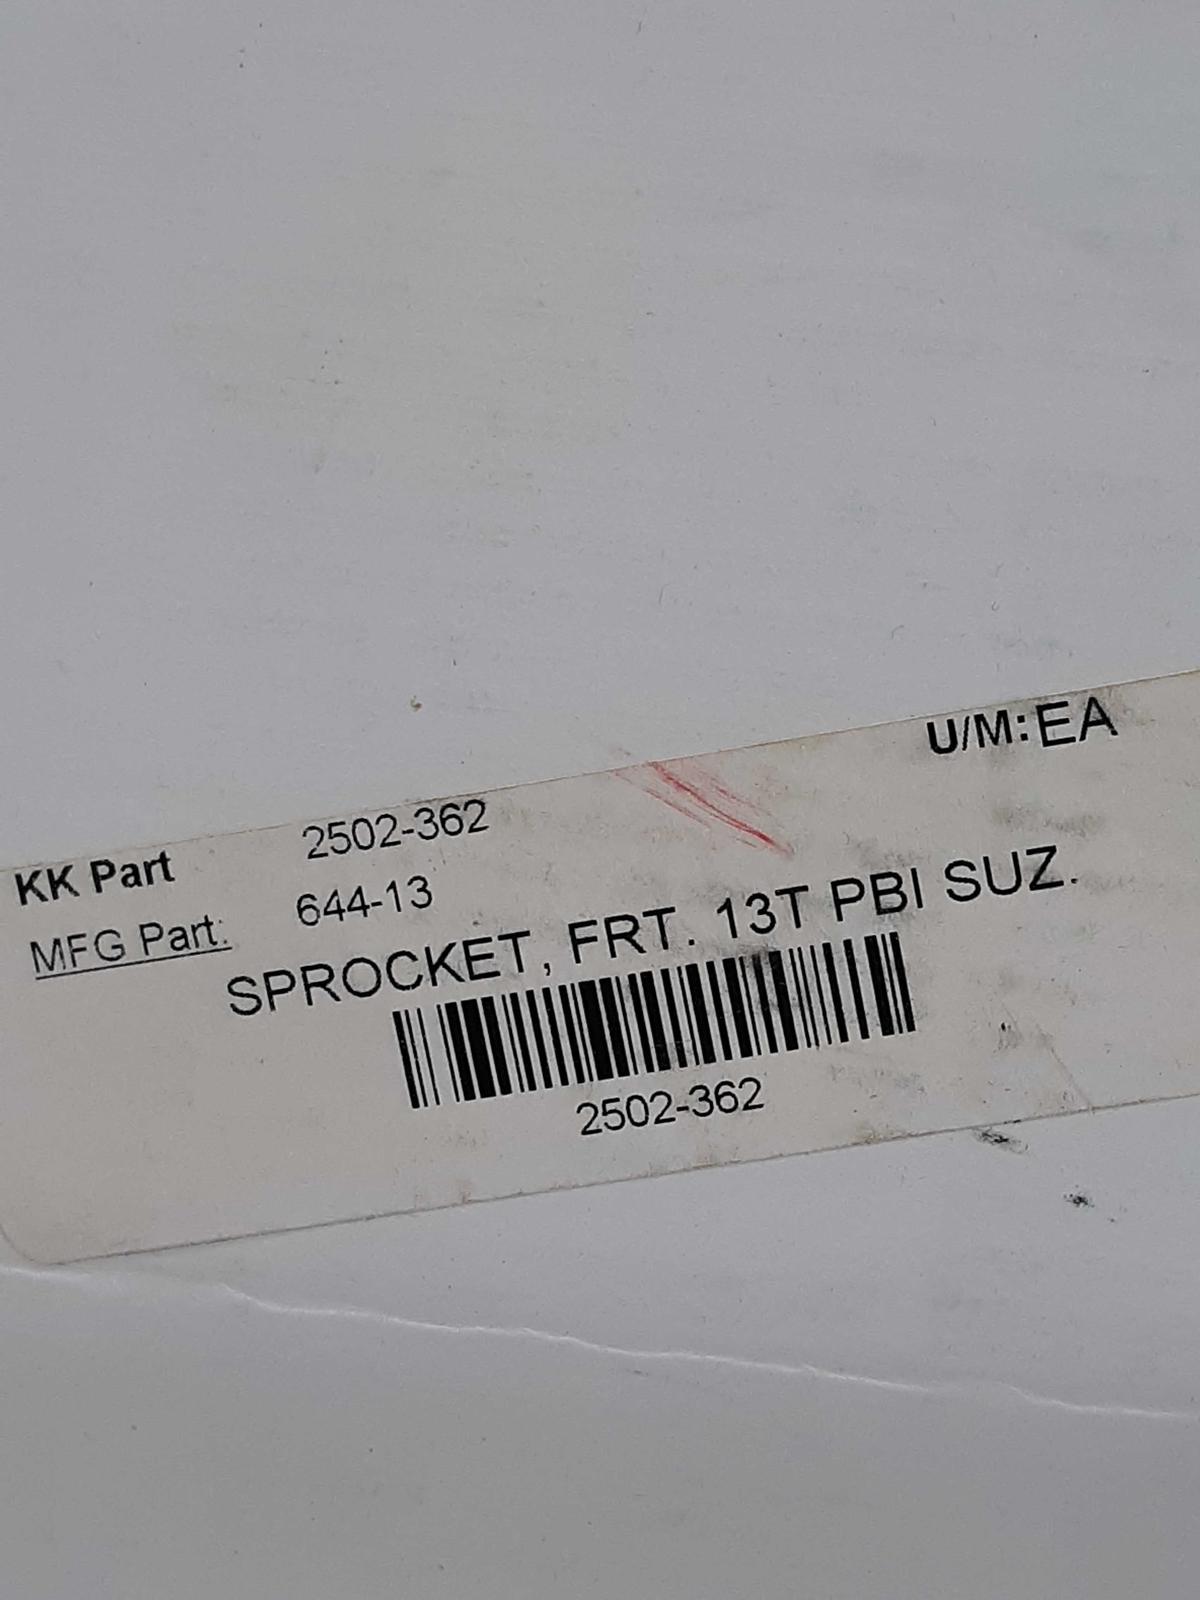 U/M: EA
KK Part 2502-362
MFG Part: 644-13
SPROCKET, FRT. 13T PBI SUZ.
2502-362